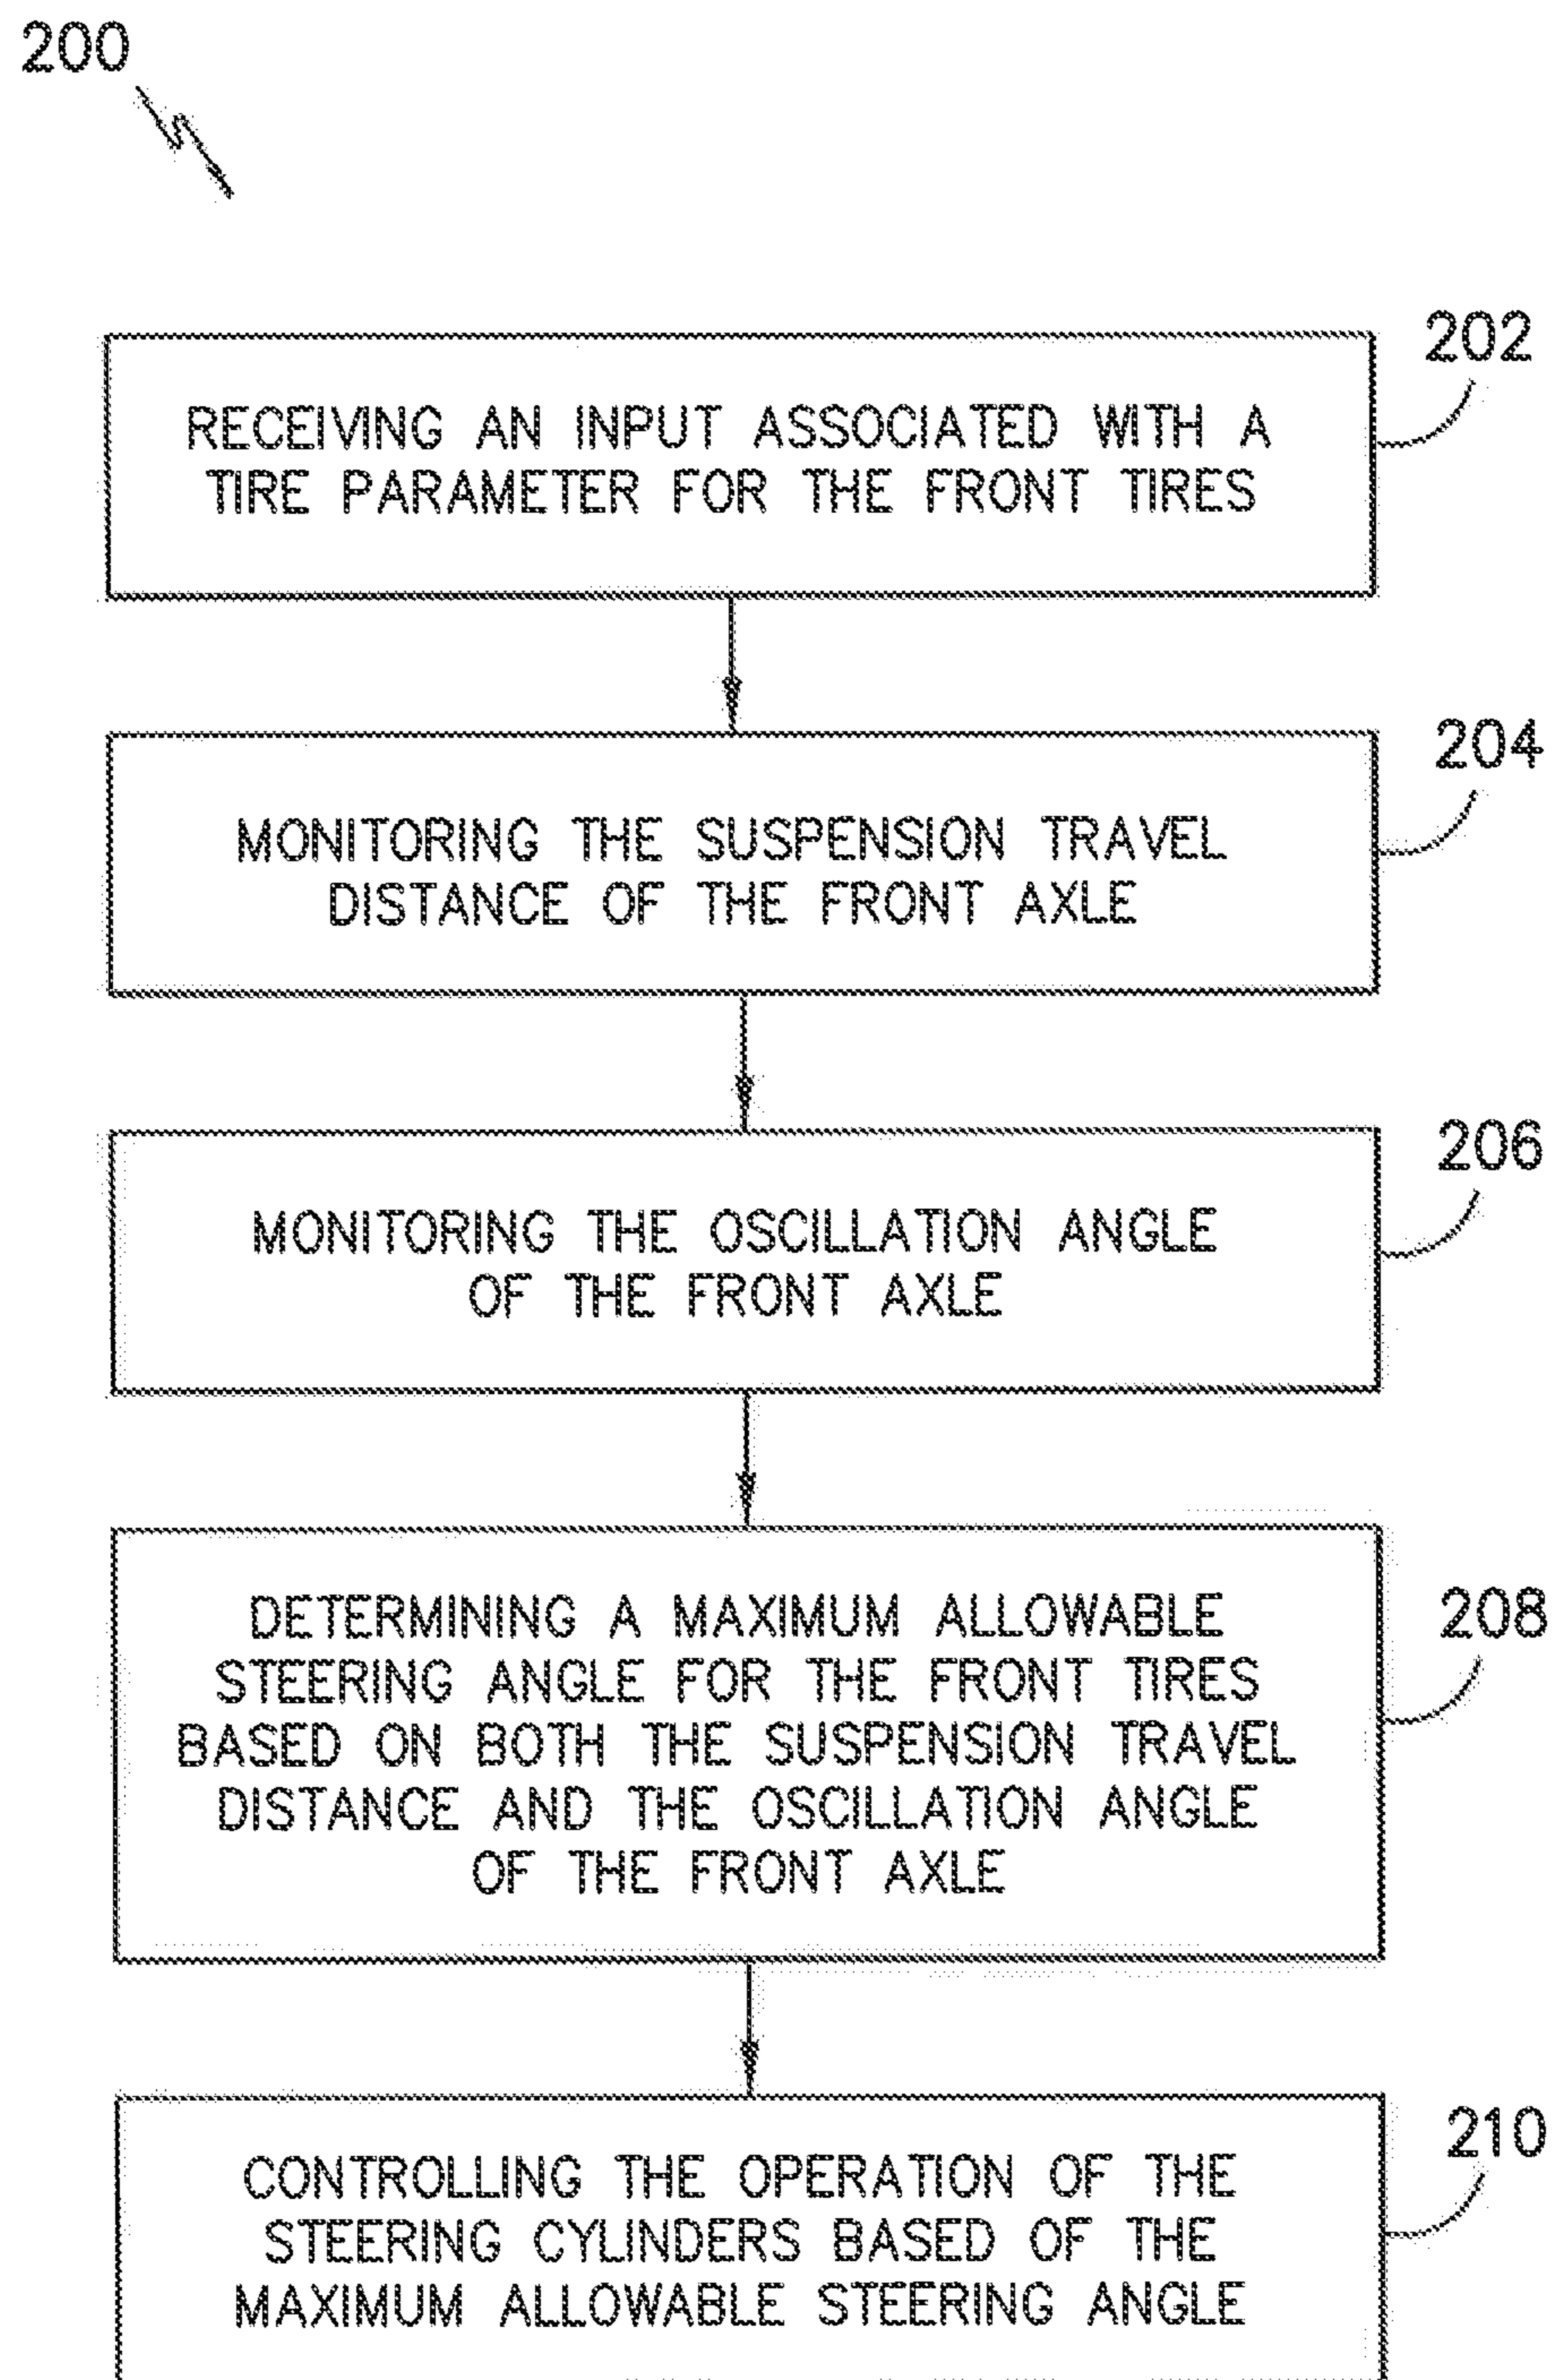 200
202
RECEIVING AN INPUT ASSOCIATED WITH A
TIRE PARAMETER FOR THE FRONT TIRES
204
MONITORING THE SUSPENSION TRAVEL
DISTANCE OF THE FRONT AXLE
206
MONITORING THE OSCILLATION ANGLE
OF THE FRONT AXLE
208
DETERMINING A MAXIMUM ALLOWABLE
STEERING ANGLE FOR THE FRONT TIRES
BASED ON BOTH THE SUSPENSION TRAVEL
DISTANCE AND THE OSCILLATION ANGLE
OF THE FRONT AXLE
210
CONTROLLING THE OPERATION OF THE
STEERING CYLINDERS BASED OF THE
MAXIMUM ALLOWABLE STEERING ANGLE